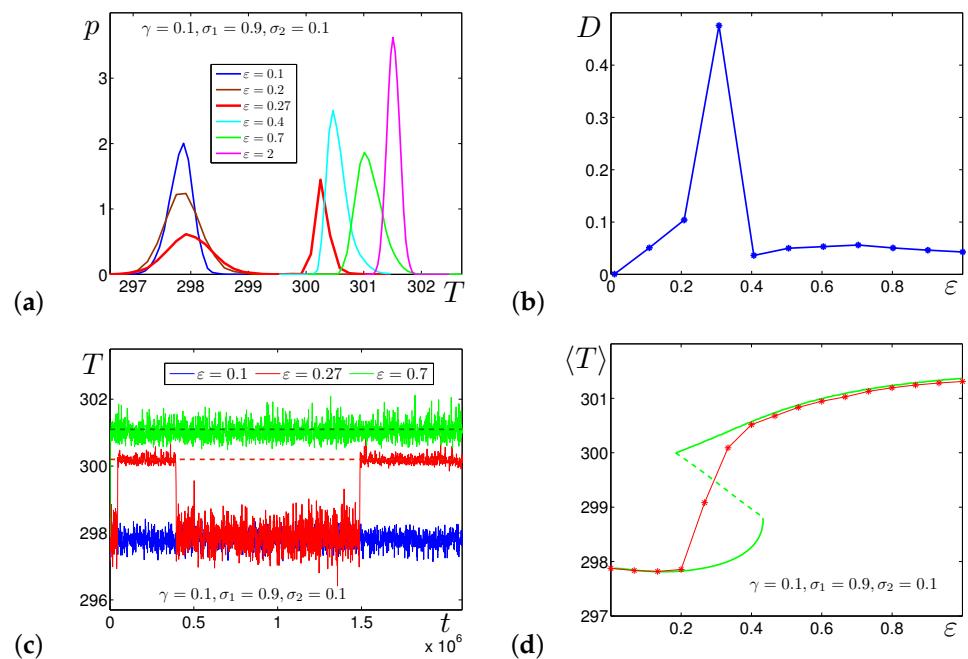 p
γ = 0.1, σ₁ = 0.9, σ₂ = 0.1
ε = 0.1
ε = 0.2
ε = 0.27
ε = 0.4
ε = 0.7
ε = 2
3
2
1
0
297 298 299 300 301 302 T
(a)
D
0.5
0.4
0.3
0.2
0.1
0
0 0.2 0.4 0.6 0.8 ε
(b)
T
ε = 0.1 ε = 0.27 ε = 0.7
302
300
298
296
γ = 0.1, σ₁ = 0.9, σ₂ = 0.1
0 0.5 1 1.5 t
x 10⁶
(c)
⟨T⟩
301
300
299
298
297
γ = 0.1, σ₁ = 0.9, σ₂ = 0.1
0.2 0.4 0.6 0.8 ε
(d)